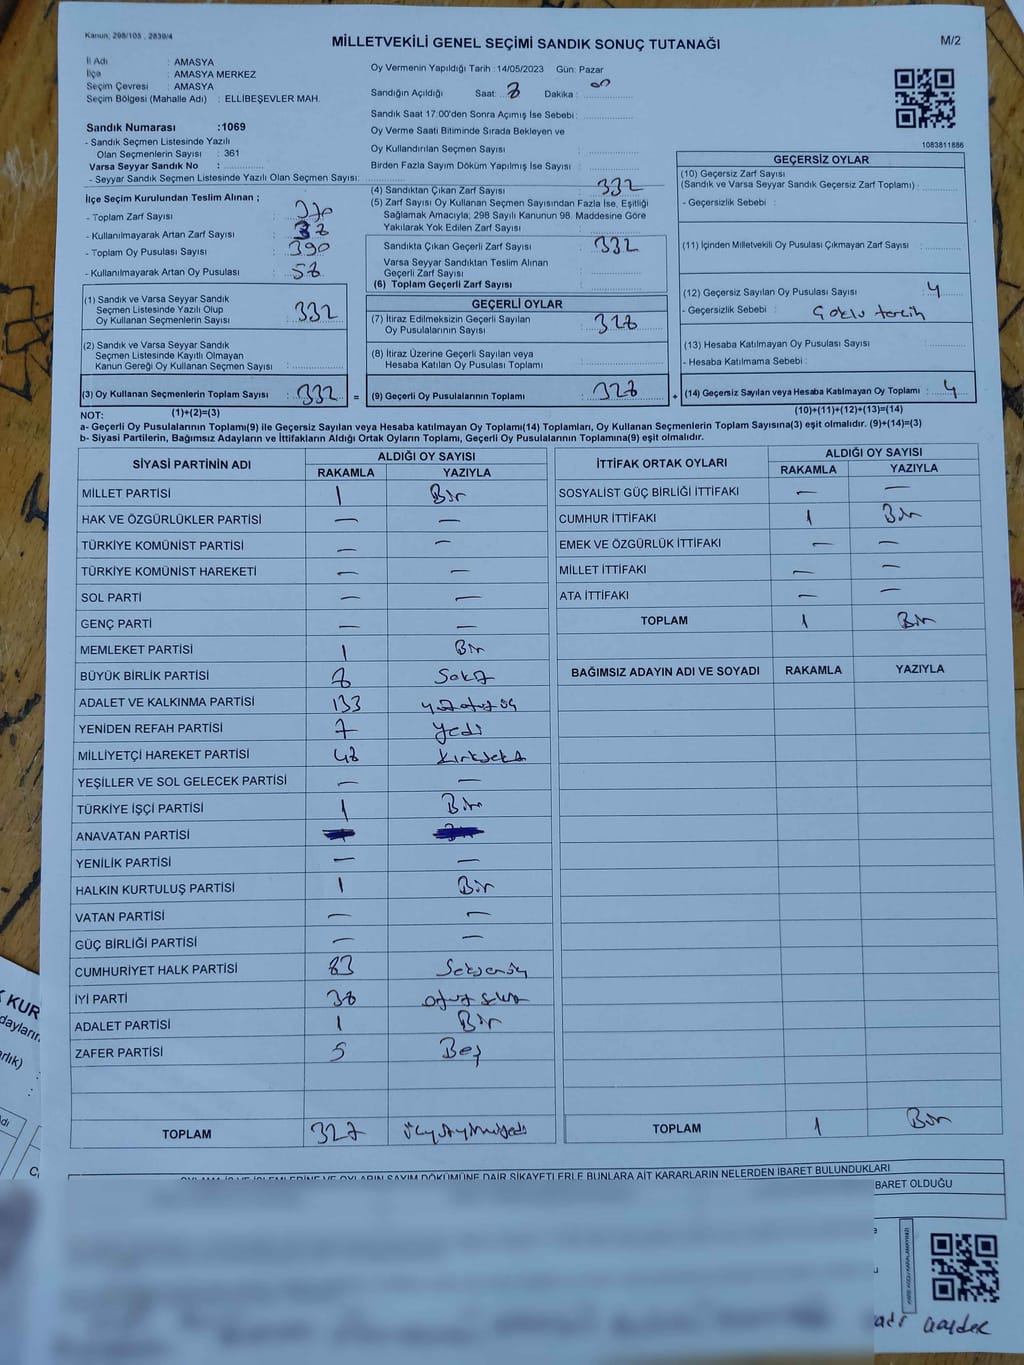 Kanun; 298/105 , 2839/4
MİLLETVEKİLİ GENEL SEÇİMİ SANDIK SONUÇ TUTANAĞI
M/2
İl Adı : AMASYA
İlçe : AMASYA MERKEZ
Seçim Çevresi : AMASYA
Seçim Bölgesi (Mahalle Adı) : ELLİBEŞEVLER MAH.
Oy Vermenin Yapıldığı Tarih : 14/05/2023 Gün: Pazar
Sandığın Açıldığı Saat: 8 Dakika : 00
Sandık Saat 17:00'den Sonra Açımış İse Sebebi :
Oy Verme Saati Bitiminde Sırada Bekleyen ve
Oy Kullandırılan Seçmen Sayısı :
Birden Fazla Sayım Döküm Yapılmış İse Sayısı :
1083811886
Sandık Numarası :1069
- Sandık Seçmen Listesinde Yazılı
Olan Seçmenlerin Sayısı : 361
Varsa Seyyar Sandık No :
- Seyyar Sandık Seçmen Listesinde Yazılı Olan Seçmen Sayısı:
İlçe Seçim Kurulundan Teslim Alınan ;
- Toplam Zarf Sayısı : 370
- Kullanılmayarak Artan Zarf Sayısı : 38
- Toplam Oy Pusulası Sayısı : 390
- Kullanılmayarak Artan Oy Pusulası : 58
(1) Sandık ve Varsa Seyyar Sandık
Seçmen Listesinde Yazılı Olup
Oy Kullanan Seçmenlerin Sayısı : 332
(2) Sandık ve Varsa Seyyar Sandık
Seçmen Listesinde Kayıtlı Olmayan
Kanun Gereği Oy Kullanan Seçmen Sayısı :
(3) Oy Kullanan Seçmenlerin Toplam Sayısı : 332 =
(4) Sandıktan Çıkan Zarf Sayısı : 332
(5) Zarf Sayısı Oy Kullanan Seçmen Sayısından Fazla İse, Eşitliği
Sağlamak Amacıyla; 298 Sayılı Kanunun 98. Maddesine Göre
Yakılarak Yok Edilen Zarf Sayısı :
Sandıkta Çıkan Geçerli Zarf Sayısı : 332
Varsa Seyyar Sandıktan Teslim Alınan
Geçerli Zarf Sayısı :
(6) Toplam Geçerli Zarf Sayısı :
GEÇERLİ OYLAR
(7) İtiraz Edilmeksizin Geçerli Sayılan
Oy Pusulalarının Sayısı : 328
(8) İtiraz Üzerine Geçerli Sayılan veya
Hesaba Katılan Oy Pusulası Toplamı :
(9) Geçerli Oy Pusulalarının Toplamı : 328 +
GEÇERSİZ OYLAR
(10) Geçersiz Zarf Sayısı
(Sandık ve Varsa Seyyar Sandık Geçersiz Zarf Toplamı) :
- Geçersizlik Sebebi :
(11) İçinden Milletvekili Oy Pusulası Çıkmayan Zarf Sayısı :
(12) Geçersiz Sayılan Oy Pusulası Sayısı : 4
- Geçersizlik Sebebi : Çoklu tercih
(13) Hesaba Katılmayan Oy Pusulası Sayısı :
- Hesaba Katılmama Sebebi :
(14) Geçersiz Sayılan veya Hesaba Katılmayan Oy Toplamı : 4
NOT: (1)+(2)=(3)
(10)+(11)+(12)+(13)=(14)
a- Geçerli Oy Pusulalarının Toplamı(9) ile Geçersiz Sayılan veya Hesaba katılmayan Oy Toplamı(14) Toplamları, Oy Kullanan Seçmenlerin Toplam Sayısına(3) eşit olmalıdır. (9)+(14)=(3)
b- Siyasi Partilerin, Bağımsız Adayların ve İttifakların Aldığı Ortak Oyların Toplamı, Geçerli Oy Pusulalarının Toplamına(9) eşit olmalıdır.
SİYASİ PARTİNİN ADI ALDIĞI OY SAYISI
RAKAMLA YAZIYLA
MİLLET PARTİSİ 1 Bir
HAK VE ÖZGÜRLÜKLER PARTİSİ — —
TÜRKİYE KOMÜNİST PARTİSİ — —
TÜRKİYE KOMÜNİST HAREKETİ — —
SOL PARTİ — —
GENÇ PARTİ — —
MEMLEKET PARTİSİ 1 Bir
BÜYÜK BİRLİK PARTİSİ 8 Sekiz
ADALET VE KALKINMA PARTİSİ 133 yüzotuzüç
YENİDEN REFAH PARTİSİ 7 Yedi
MİLLİYETÇİ HAREKET PARTİSİ 48 Kırksekiz
YEŞİLLER VE SOL GELECEK PARTİSİ — —
TÜRKİYE İŞÇİ PARTİSİ 1 Bir
ANAVATAN PARTİSİ
YENİLİK PARTİSİ — —
HALKIN KURTULUŞ PARTİSİ 1 Bir
VATAN PARTİSİ — —
GÜÇ BİRLİĞİ PARTİSİ — —
CUMHURİYET HALK PARTİSİ 83 Seksenüç
İYİ PARTİ 38 otuz sekiz
ADALET PARTİSİ 1 Bir
ZAFER PARTİSİ 5 Beş
TOPLAM 327 üçyüzyirmiyedi
İTTİFAK ORTAK OYLARI ALDIĞI OY SAYISI
RAKAMLA YAZIYLA
SOSYALİST GÜÇ BİRLİĞİ İTTİFAKI — —
CUMHUR İTTİFAKI 1 Bir
EMEK VE ÖZGÜRLÜK İTTİFAKI — —
MİLLET İTTİFAKI — —
ATA İTTİFAKI — —
TOPLAM 1 Bir
BAĞIMSIZ ADAYIN ADI VE SOYADI RAKAMLA YAZIYLA
TOPLAM 1 Bir
OYLAMA İŞ VE İŞLEMLERİNE VE OYLARIN SAYIM DÖKÜMÜNE DAİR ŞİKAYETLERLE BUNLARA AİT KARARLARIN NELERDEN İBARET BULUNDUKLARI
BARET OLDUĞU